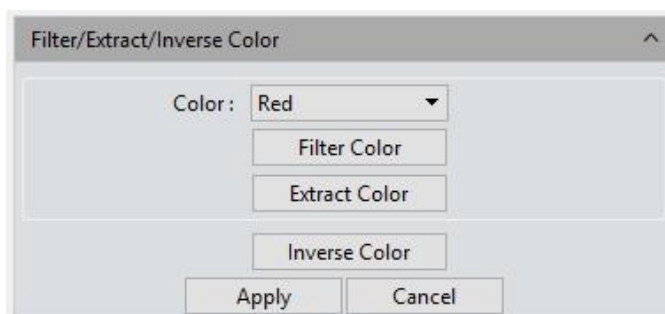 Filter/Extract/Inverse Color
Color : Red
Filter Color
Extract Color
Inverse Color
Apply Cancel